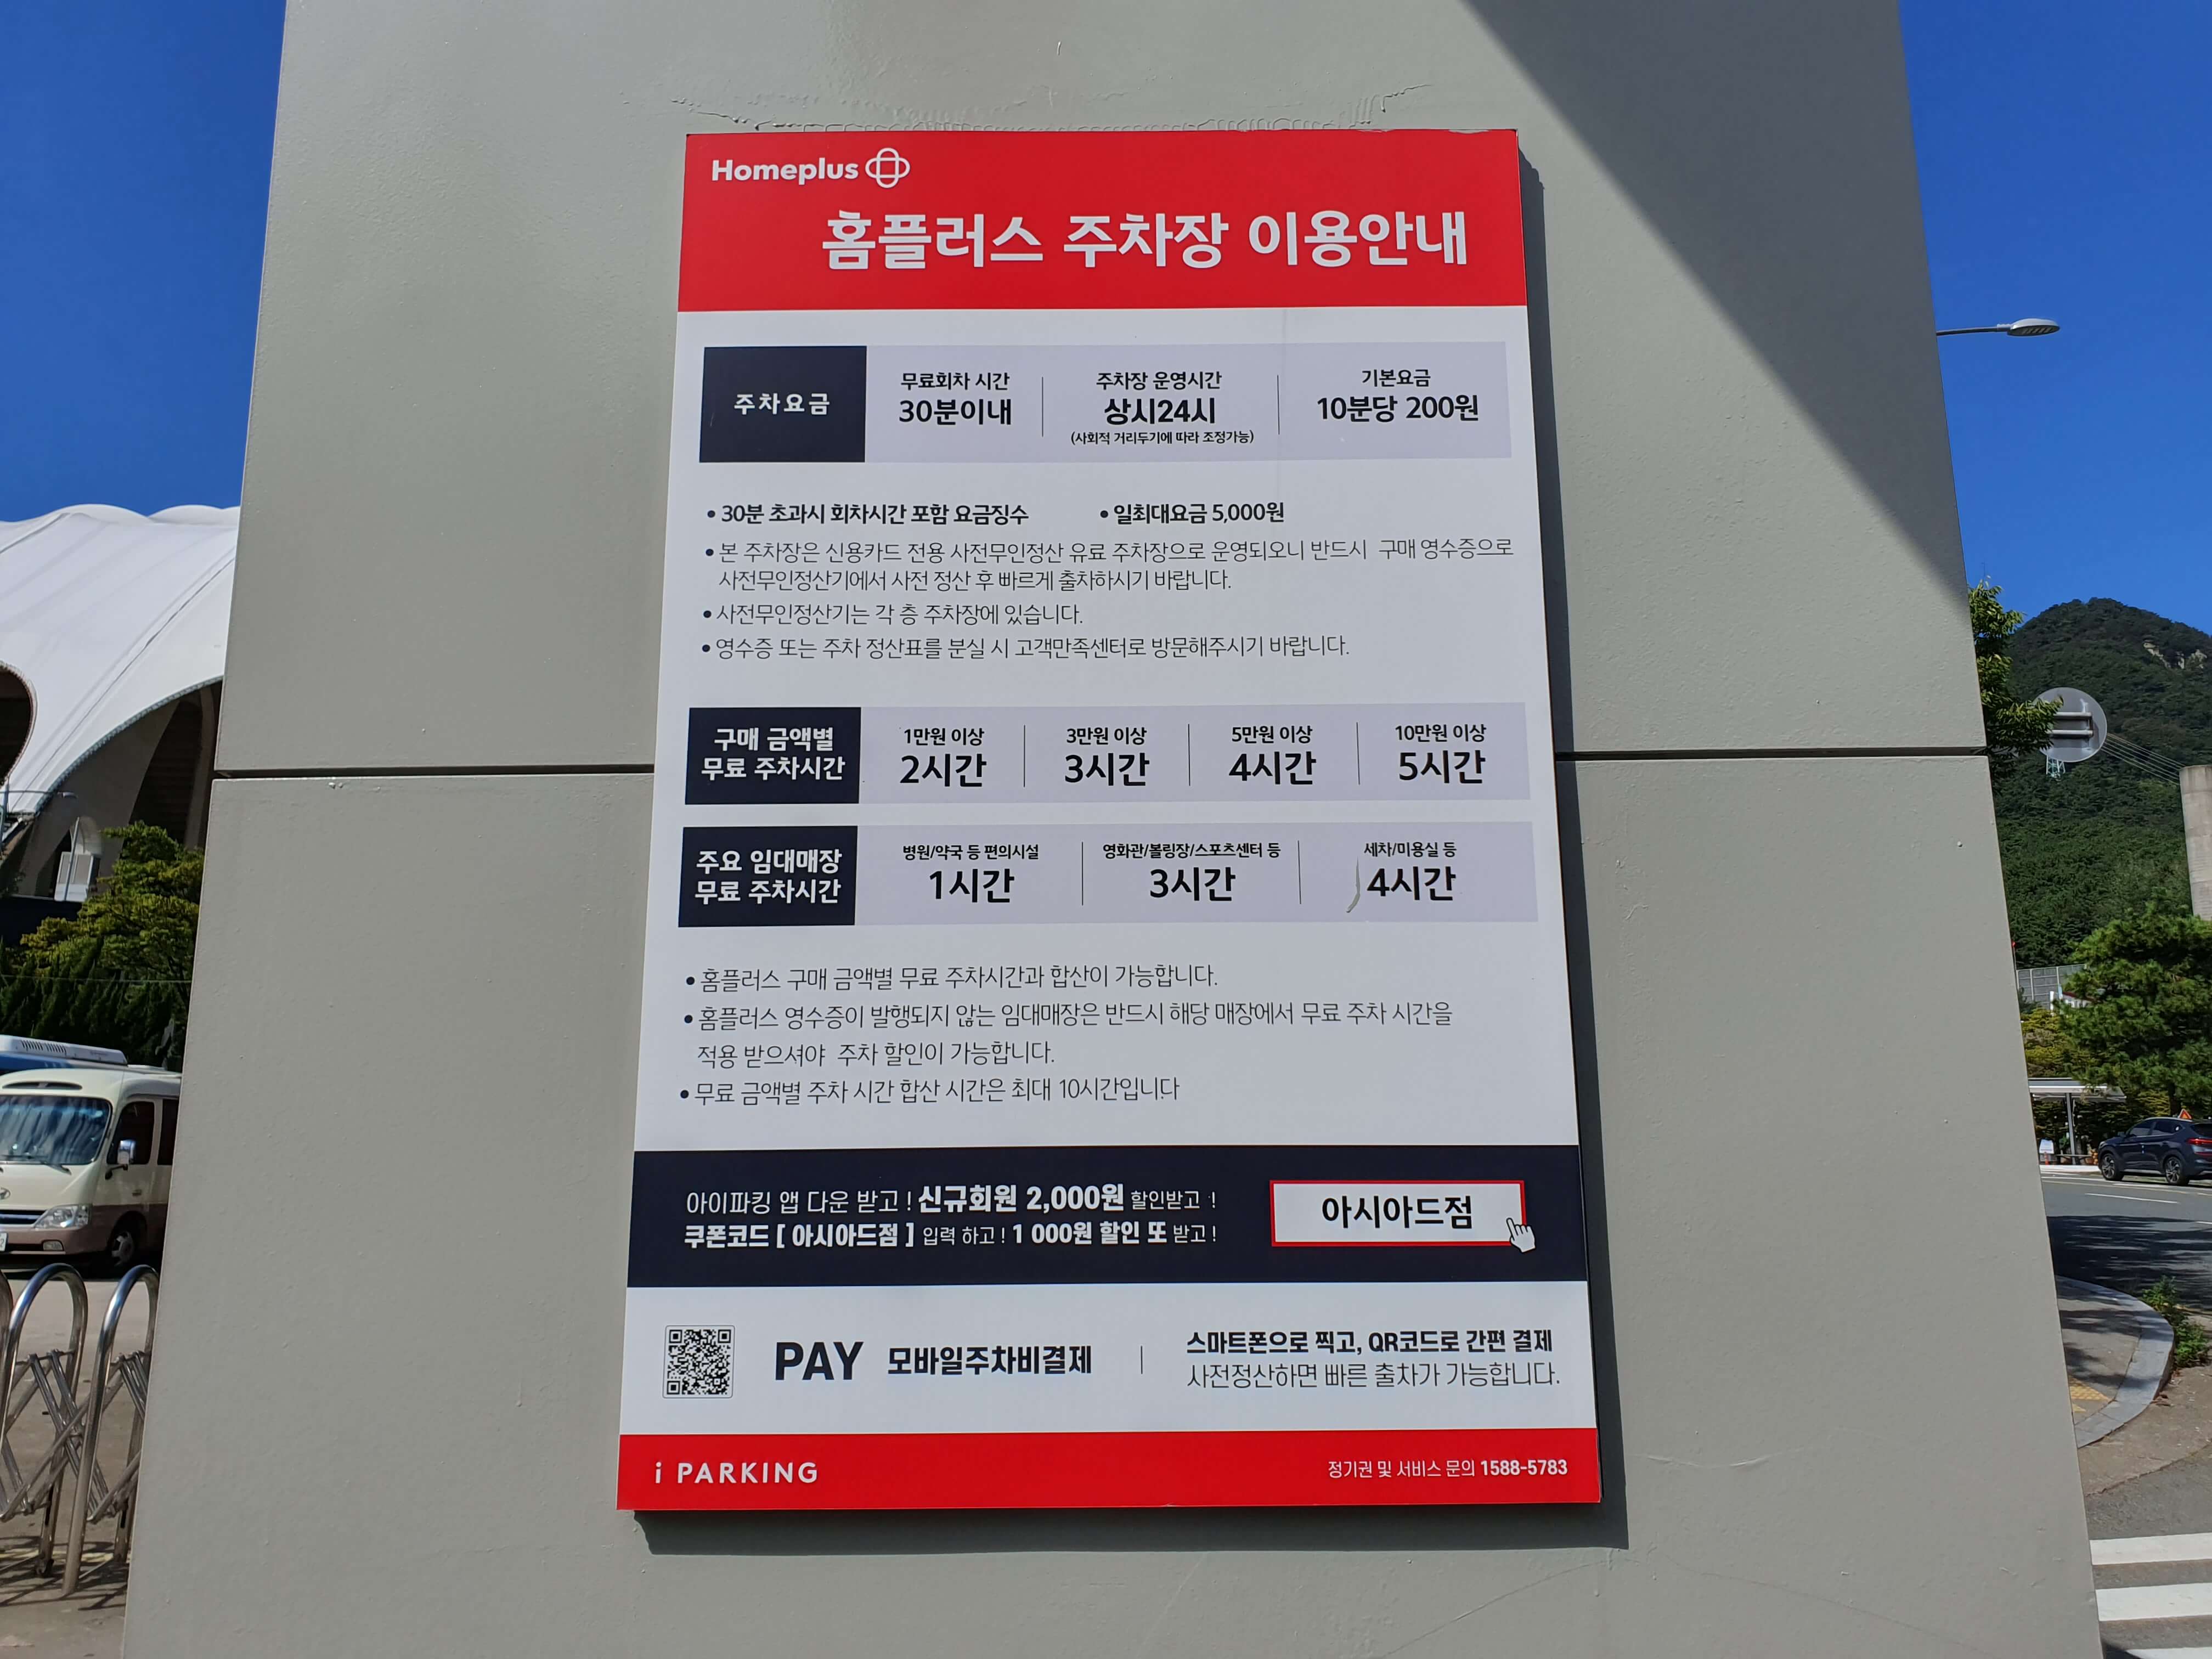 Homeplus
홈플러스 주차장 이용안내
주차요금
무료회차 시간
30분이내
주차장 운영시간
상시24시
(사회적 거리두기에 따라 조정가능)
기본요금
10분당 200원
• 30분 초과시 회차시간 포함 요금징수
• 일최대요금 5,000원
• 본 주차장은 신용카드 전용 사전무인정산 유료 주차장으로 운영되오니 반드시 구매 영수증으로
사전무인정산기에서 사전 정산 후 빠르게 출차하시기 바랍니다.
• 사전무인정산기는 각 층 주차장에 있습니다.
• 영수증 또는 주차 정산표를 분실 시 고객만족센터로 방문해주시기 바랍니다.
구매 금액별
무료 주차시간
1만원 이상
2시간
3만원 이상
3시간
5만원 이상
4시간
10만원 이상
5시간
주요 임대매장
무료 주차시간
병원/약국 등 편의시설
1시간
영화관/볼링장/스포츠센터 등
3시간
세차/미용실 등
4시간
• 홈플러스 구매 금액별 무료 주차시간과 합산이 가능합니다.
• 홈플러스 영수증이 발행되지 않는 임대매장은 반드시 해당 매장에서 무료 주차 시간을
적용 받으셔야 주차 할인이 가능합니다.
• 무료 금액별 주차 시간 합산 시간은 최대 10시간입니다
아이파킹 앱 다운 받고 ! 신규회원 2,000원 할인받고 !
쿠폰코드 [ 아시아드점 ] 입력 하고 ! 1 000원 할인 또 받고 !
아시아드점
PAY 모바일주차비결제
스마트폰으로 찍고, QR코드로 간편 결제
사전정산하면 빠른 출차가 가능합니다.
i PARKING
정기권 및 서비스 문의 1588-5783